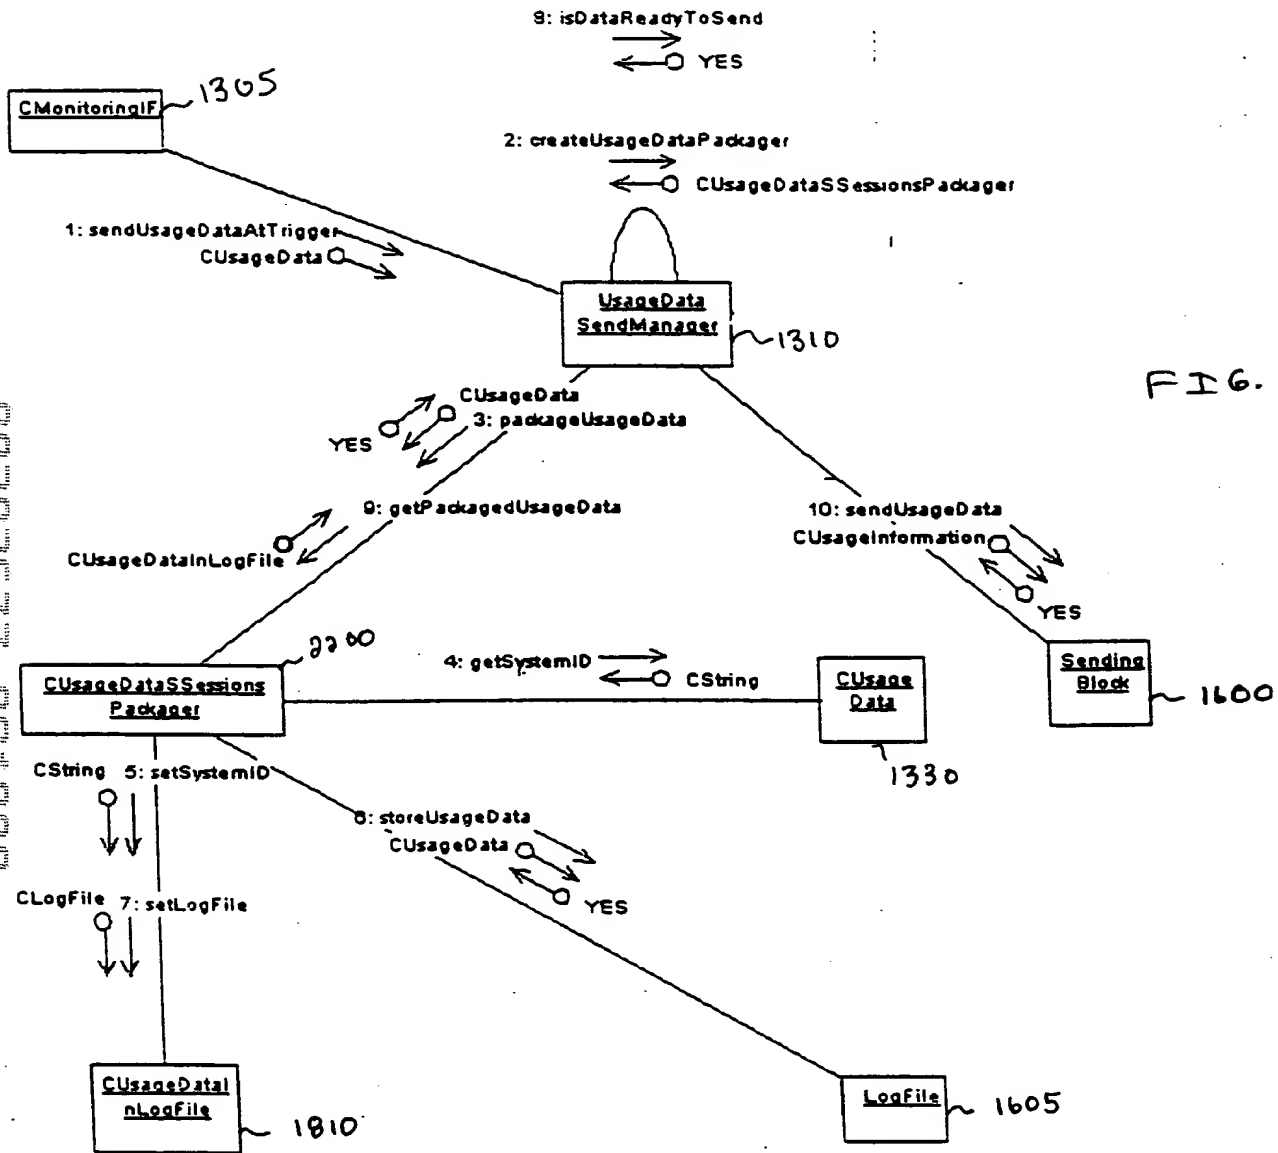 8: isDataReadyToSend
YES
CMonitoringIF
1305
2: createUsageDataPackager
CUsageDataSSessionsPackager
1: sendUsageDataAtTrigger
CUsageData
UsageData
SendManager
1310
FIG.
CUsageData
3: packageUsageData
YES
9: getPackagedUsageData
CUsageDataInLogFile
10: sendUsageData
CUsageInformation
YES
2200
4: getSystemID
CString
CUsageDataSSessions
Packager
CUsage
Data
1330
Sending
Block
1600
CString 5: setSystemID
6: storeUsageData
CUsageData
YES
CLogFile 7: setLogFile
CUsageDataI
nLogFile
1810
LogFile
1605